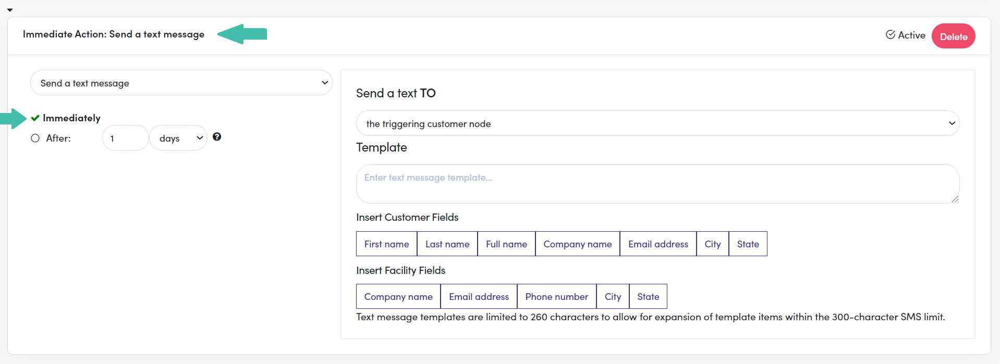 Immediate Action: Send a text message
Active
Delete
Send a text message
Immediately
After:
1
days
?
Send a text TO
the triggering customer node
Template
Enter text message template...
Insert Customer Fields
First name Last name Full name Company name Email address City State
Insert Facility Fields
Company name Email address Phone number City State
Text message templates are limited to 260 characters to allow for expansion of template items within the 300-character SMS limit.